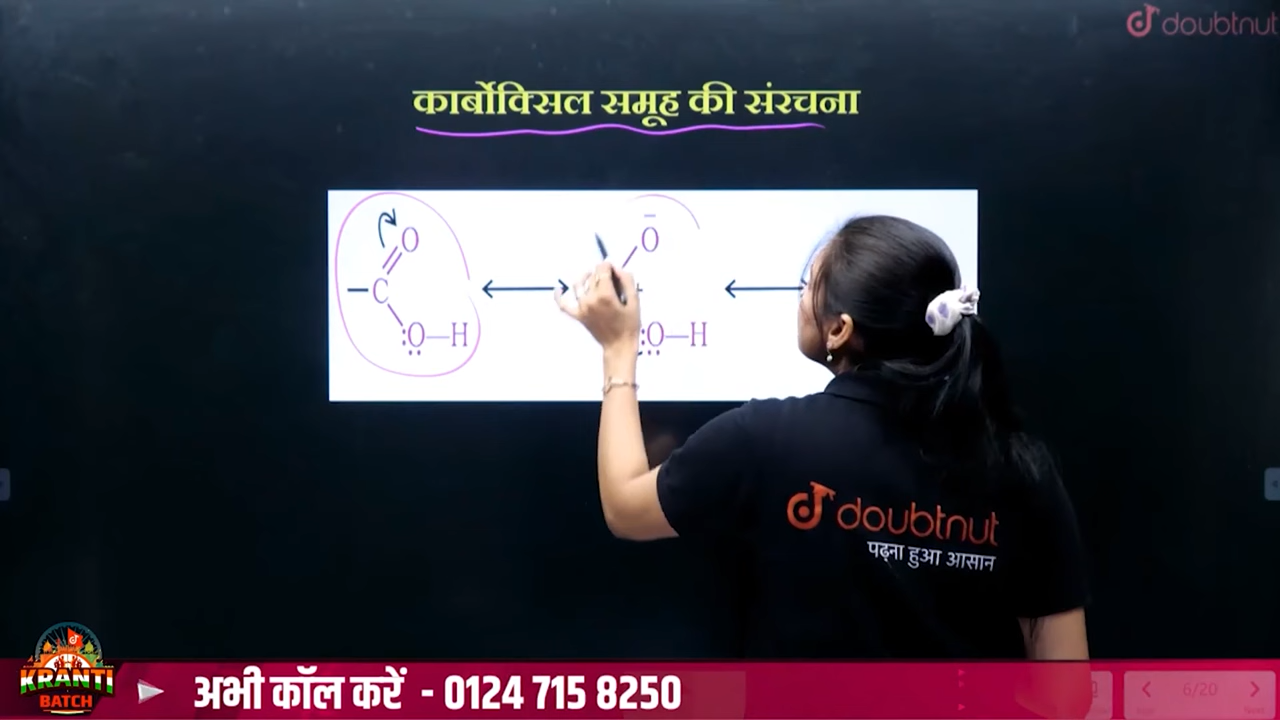 doubtnut
कार्बोक्सिल समूह की संरचना
O
C
:O—H
O
+
:O—H
doubtnut
पढ़ना हुआ आसान
KRANTI
BATCH
अभी कॉल करें - 0124 715 8250
6/20